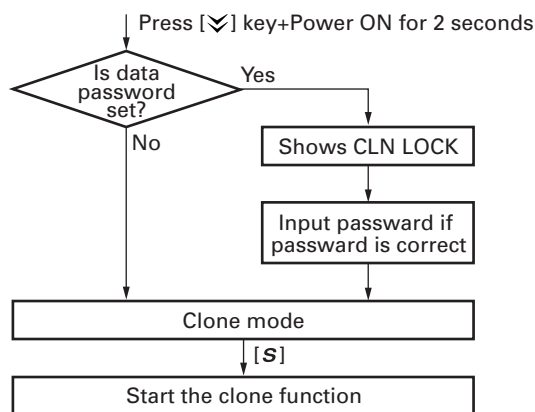 Press [⩔] key+Power ON for 2 seconds
Is data
password
set?
Yes
No
Shows CLN LOCK
Input passward if
passward is correct
Clone mode
[S]
Start the clone function